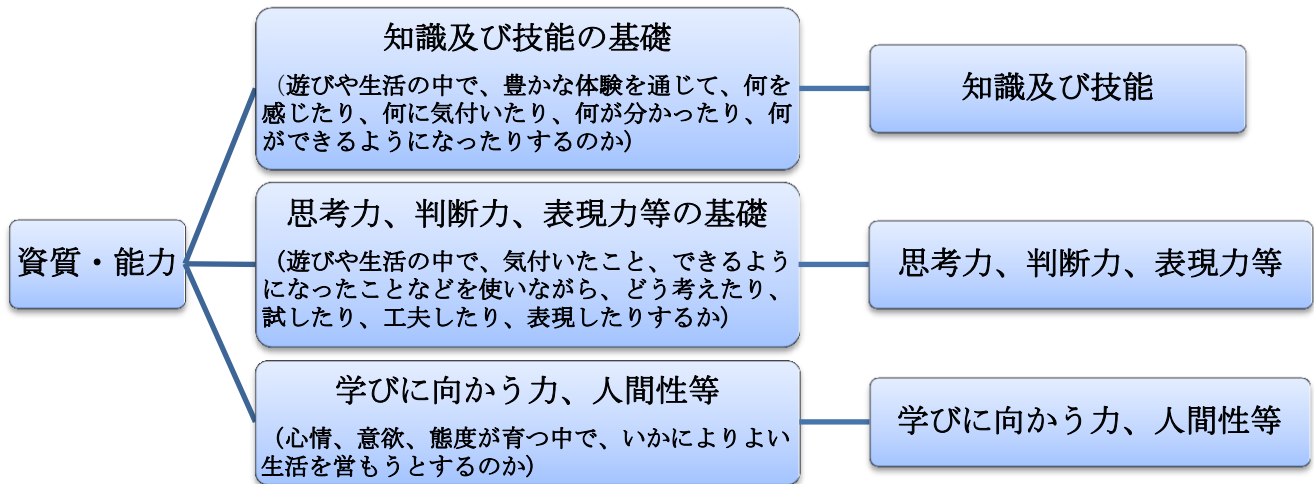 資質・能力
知識及び技能の基礎
（遊びや生活の中で、豊かな体験を通じて、何を
感じたり、何に気付いたり、何が分かったり、何
ができるようになったりするのか）
知識及び技能
思考力、判断力、表現力等の基礎
（遊びや生活の中で、気付いたこと、できるよう
になったことなどを使いながら、どう考えたり、
試したり、工夫したり、表現したりするか）
思考力、判断力、表現力等
学びに向かう力、人間性等
（心情、意欲、態度が育つ中で、いかによりよい
生活を営もうとするのか）
学びに向かう力、人間性等